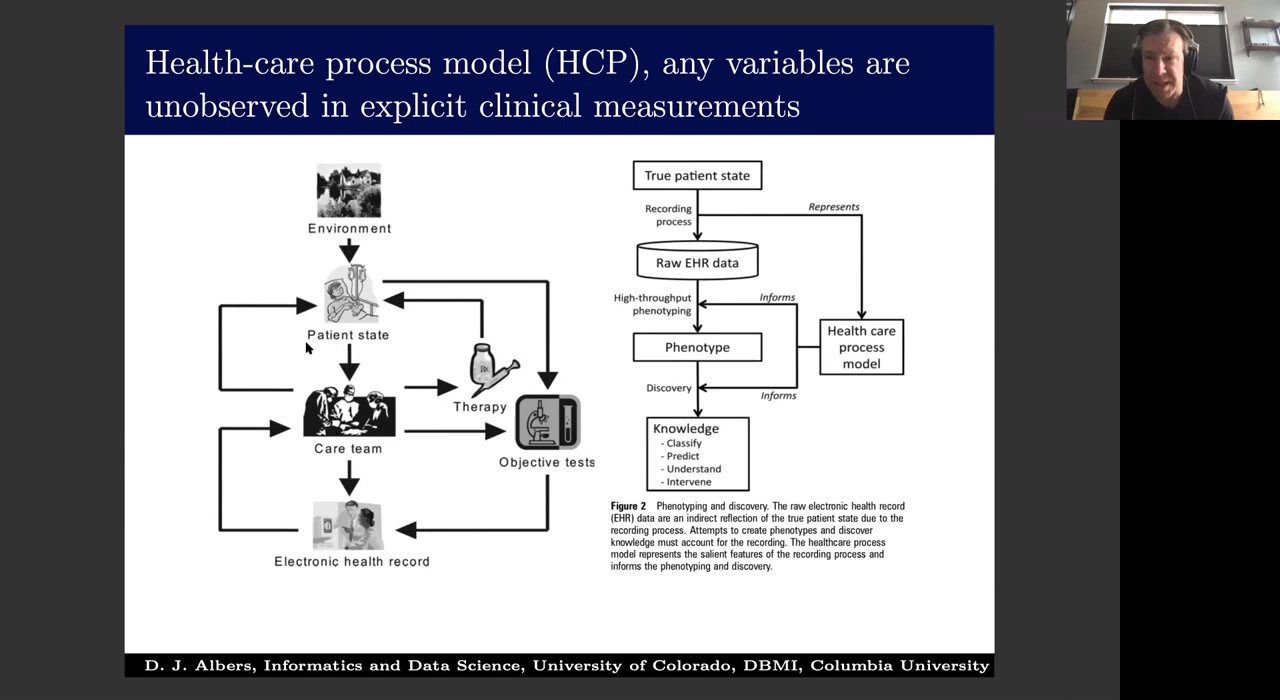 Health-care process model (HCP), any variables are
unobserved in explicit clinical measurements
Environment
Patient state
Therapy
Care team
Objective tests
Electronic health record
Rx
True patient state
Recording
process
Represents
Raw EHR data
High-throughput
phenotyping
Informs
Health care
process
model
Phenotype
Discovery
Informs
Knowledge
- Classify
- Predict
- Understand
- Intervene
Figure 2 Phenotyping and discovery. The raw electronic health record
(EHR) data are an indirect reflection of the true patient state due to the
recording process. Attempts to create phenotypes and discover
knowledge must account for the recording. The healthcare process
model represents the salient features of the recording process and
informs the phenotyping and discovery.
D. J. Albers, Informatics and Data Science, University of Colorado, DBMI, Columbia University